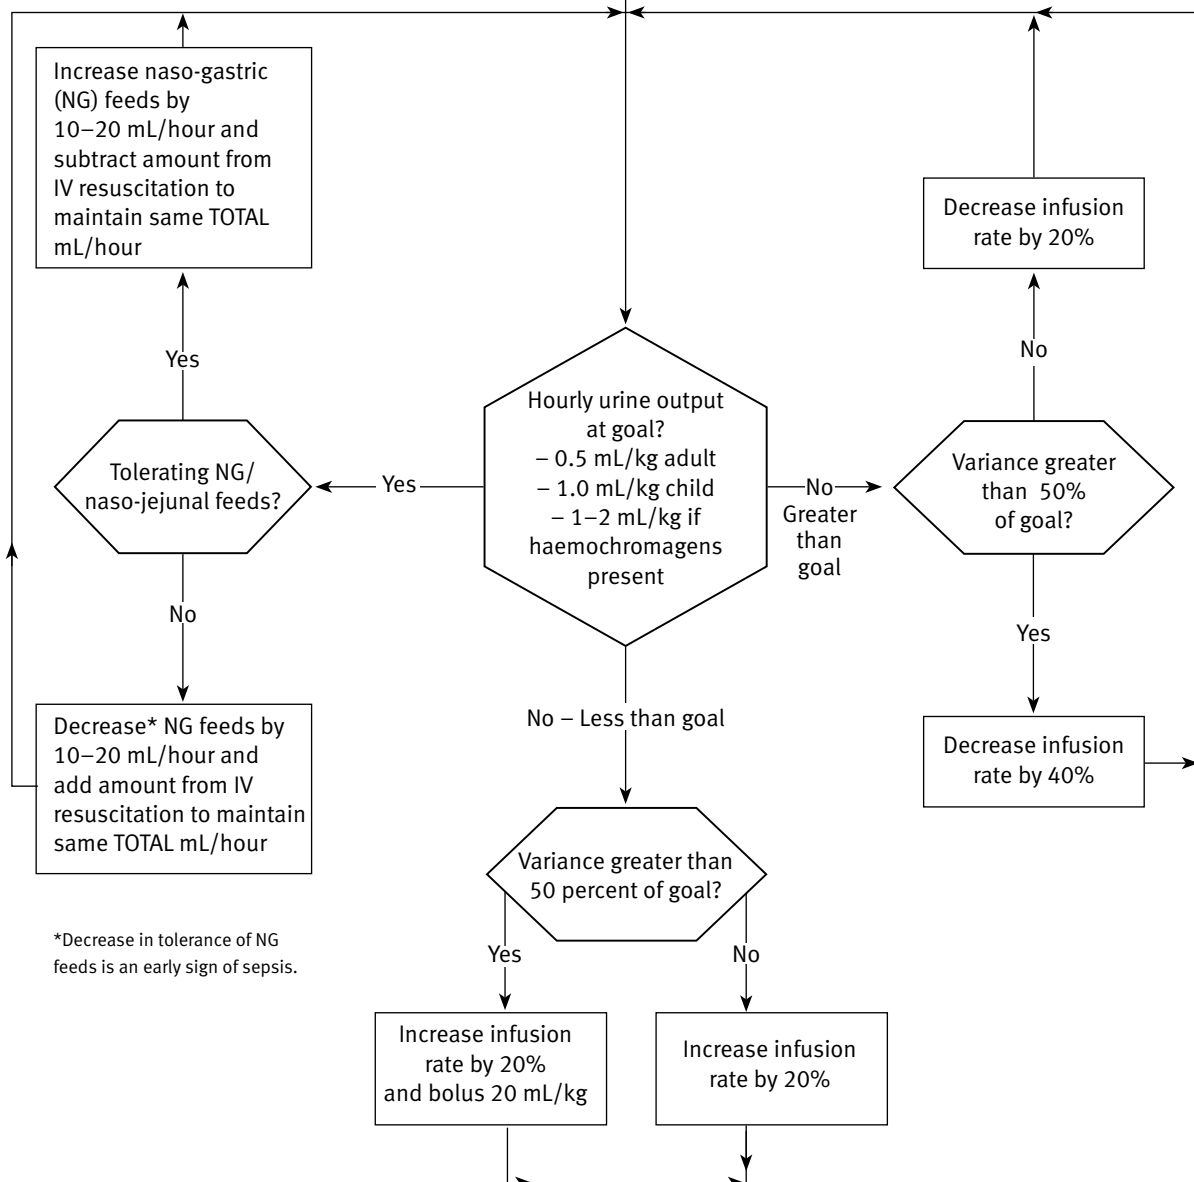 Increase naso-gastric
(NG) feeds by
10–20 mL/hour and
subtract amount from
IV resuscitation to
maintain same TOTAL
mL/hour
Decrease infusion
rate by 20%
Yes
No
Hourly urine output
at goal?
– 0.5 mL/kg adult
– 1.0 mL/kg child
– 1–2 mL/kg if
haemochromagens
present
Tolerating NG/
naso-jejunal feeds?
Yes
No
Greater
than
goal
Variance greater
than 50%
of goal?
No
Yes
No – Less than goal
Decrease* NG feeds by
10–20 mL/hour and
add amount from IV
resuscitation to maintain
same TOTAL mL/hour
Decrease infusion
rate by 40%
Variance greater than
50 percent of goal?
*Decrease in tolerance of NG
feeds is an early sign of sepsis.
Yes
No
Increase infusion
rate by 20%
and bolus 20 mL/kg
Increase infusion
rate by 20%